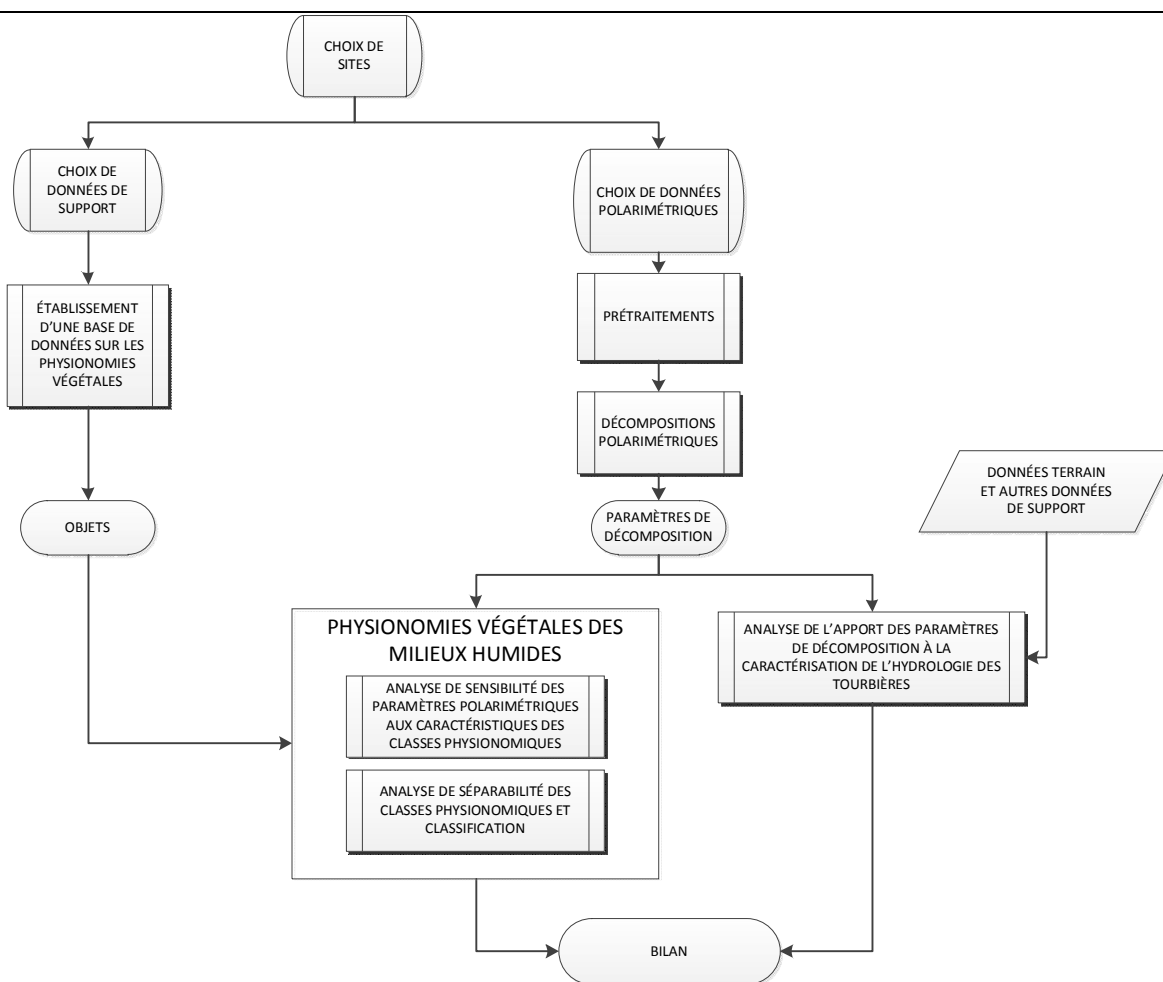 CHOIX DE
SITES
CHOIX DE
DONNÉES DE
SUPPORT
CHOIX DE DONNÉES
POLARIMÉTRIQUES
ÉTABLISSEMENT
D’UNE BASE DE
DONNÉES SUR LES
PHYSIONOMIES
VÉGÉTALES
PRÉTRAITEMENTS
DÉCOMPOSITIONS
POLARIMÉTRIQUES
DONNÉES TERRAIN
ET AUTRES DONNÉES
DE SUPPORT
OBJETS
PARAMÈTRES DE
DÉCOMPOSITION
PHYSIONOMIES VÉGÉTALES DES
MILIEUX HUMIDES
ANALYSE DE SENSIBILITÉ DES
PARAMÈTRES POLARIMÉTRIQUES
AUX CARACTÉRISTIQUES DES
CLASSES PHYSIONOMIQUES
ANALYSE DE SÉPARABILITÉ DES
CLASSES PHYSIONOMIQUES ET
CLASSIFICATION
ANALYSE DE L’APPORT DES PARAMÈTRES
DE DÉCOMPOSITION À LA
CARACTÉRISATION DE L’HYDROLOGIE DES
TOURBIÈRES
BILAN